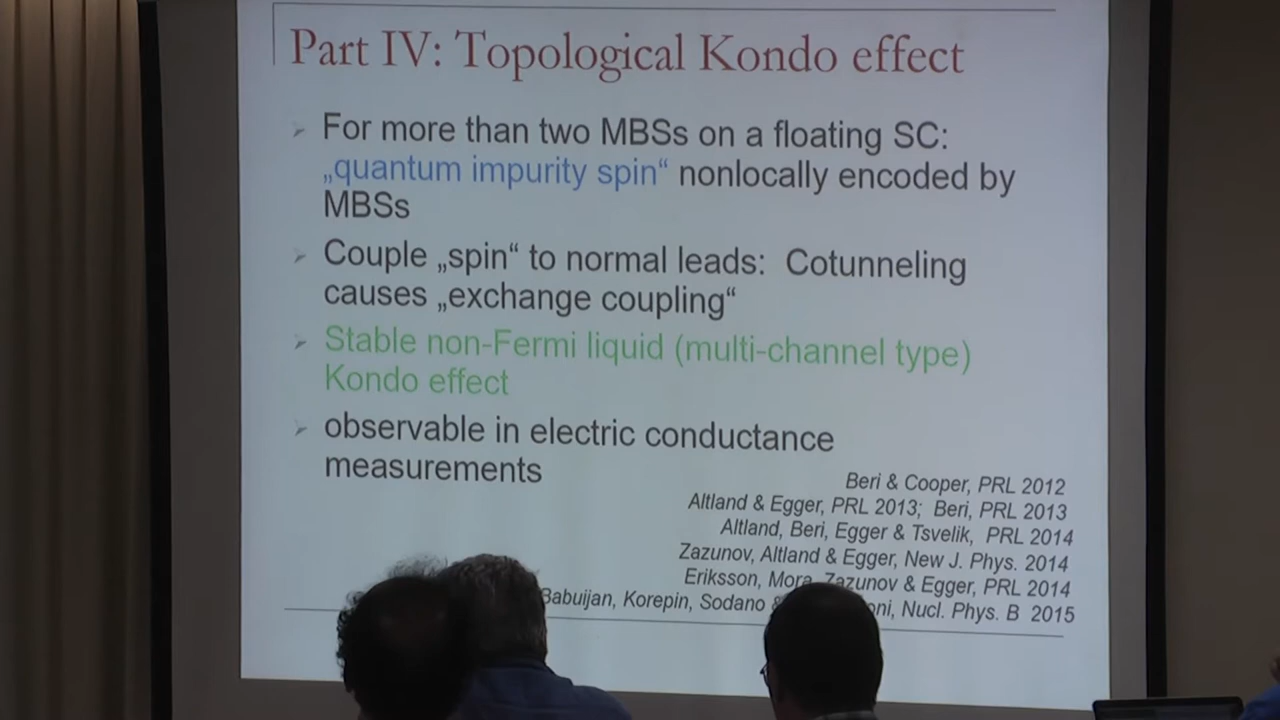 Part IV: Topological Kondo effect
For more than two MBSs on a floating SC:
„quantum impurity spin“ nonlocally encoded by
MBSs
Couple „spin“ to normal leads: Cotunneling
causes „exchange coupling“
Stable non-Fermi liquid (multi-channel type)
Kondo effect
observable in electric conductance
measurements
Beri & Cooper, PRL 2012
Altland & Egger, PRL 2013; Beri, PRL 2013
Altland, Beri, Egger & Tsvelik, PRL 2014
Zazunov, Altland & Egger, New J. Phys. 2014
Eriksson, Mora, Zazunov & Egger, PRL 2014
Babuijan, Korepin, Sodano & Nucl. Phys. B 2015